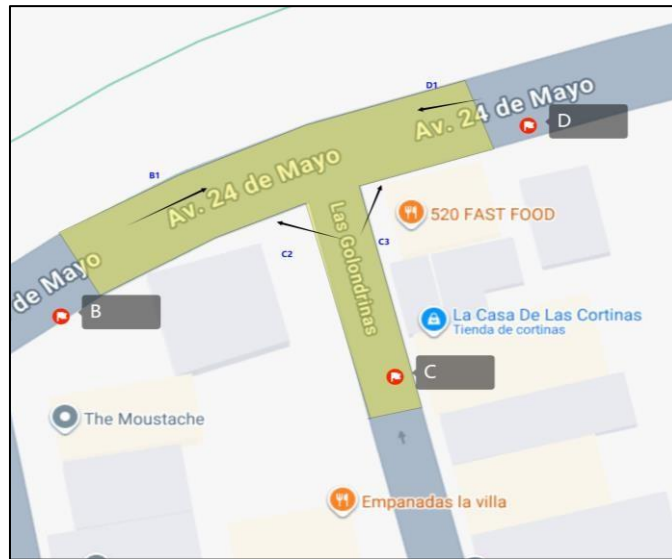 D1
Av. 24 de Mayo
D
B1
Av. 24 de Mayo
520 FAST FOOD
Las Golondrinas
C2
C3
de Mayo
B
La Casa De Las Cortinas
Tienda de cortinas
C
The Moustache
Empanadas la villa